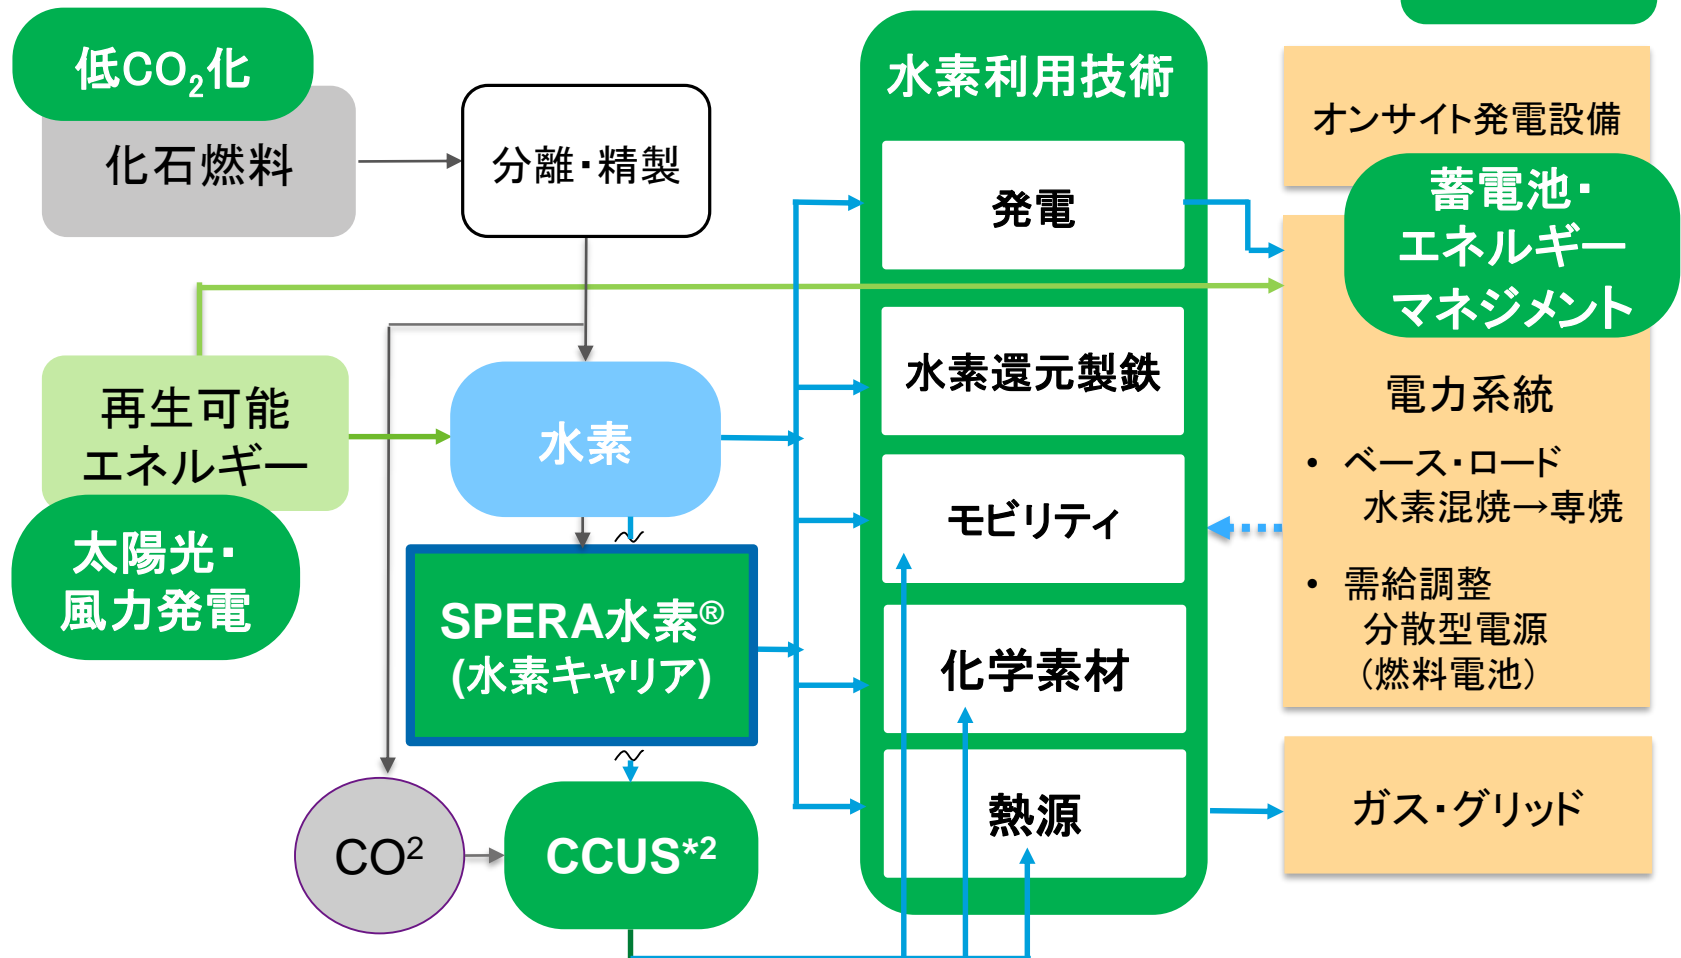 低CO₂化
化石燃料
分離・精製
再生可能
エネルギー
太陽光・
風力発電
水素
SPERA水素®
(水素キャリア)
CO²
CCUS*²
水素利用技術
発電
水素還元製鉄
モビリティ
化学素材
熱源
オンサイト発電設備
蓄電池・
エネルギー
マネジメント
電力系統
• ベース・ロード
水素混焼→専焼
• 需給調整
分散型電源
（燃料電池）
ガス・グリッド